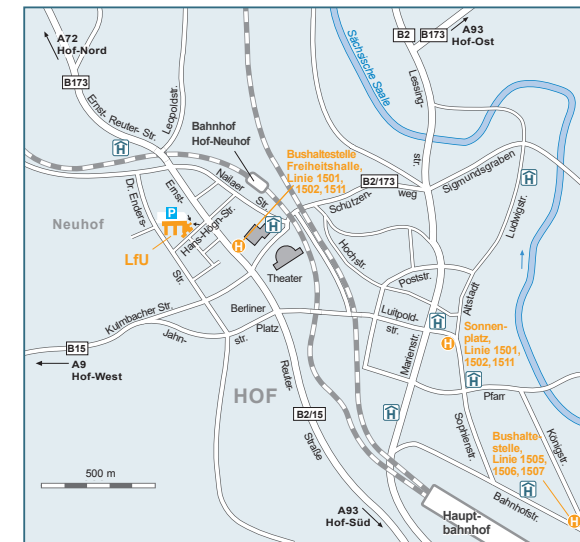 A72
Hof-Nord
B173
B2
B173
A93
Hof-Ost
Sächsische Saale
Lessing-
str.
Leopoldstr.
Ernst- Reuter- Str.
Bahnhof
Hof-Neuhof
Bushaltestelle
Freiheitshalle,
Linie 1501,
1502, 1511
B2/173
Sigmundsgraben
Schützen-
weg
Nailaer
Str.
Dr. Enders-
Str.
Ernst-
Hans-Högn-Str.
Neuhof
P
LfU
H
H
H
H
Ludwigstr.
Hochstr.
Theater
Poststr.
Altstadt
Kulmbacher Str.
Berliner
Platz
Luitpold-
str.
Jahn-
str.
B15
A9
Hof-West
H
H
Sonnen-
platz,
Linie 1501,
1502,1511
Marienstr.
Reuter-
Straße
HOF
H
Pfarr
B2/15
H
Sophienstr.
Königstr.
Bushalte-
stelle,
Linie 1505,
1506, 1507
500 m
H
Bahnhofstr.
H
Haupt-
bahnhof
A93
Hof-Süd